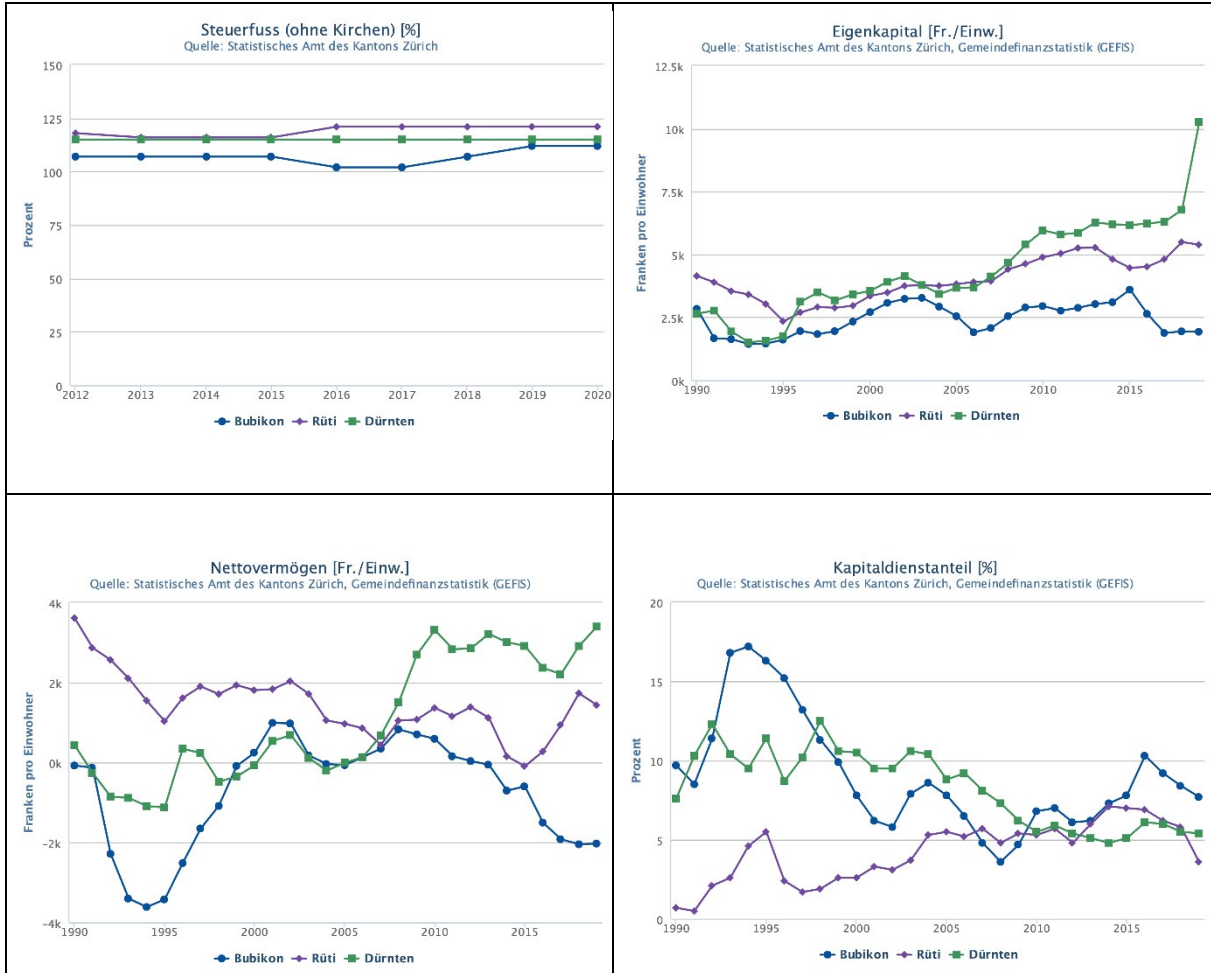 Steuerfuss (ohne Kirchen) [%]
Quelle: Statistisches Amt des Kantons Zürich
150
125
100
75
50
25
0
Prozent
2012 2013 2014 2015 2016 2017 2018 2019 2020
Bubikon Rüti Dürnten
Eigenkapital [Fr./Einw.]
Quelle: Statistisches Amt des Kantons Zürich, Gemeindefinanzstatistik (GEFIS)
12.5k
10k
7.5k
5k
2.5k
0k
Franken pro Einwohner
1990 1995 2000 2005 2010 2015
Bubikon Rüti Dürnten
Nettovermögen [Fr./Einw.]
Quelle: Statistisches Amt des Kantons Zürich, Gemeindefinanzstatistik (GEFIS)
4k
2k
0k
-2k
-4k
Franken pro Einwohner
1990 1995 2000 2005 2010 2015
Bubikon Rüti Dürnten
Kapitaldienstanteil [%]
Quelle: Statistisches Amt des Kantons Zürich, Gemeindefinanzstatistik (GEFIS)
20
15
10
5
0
Prozent
1990 1995 2000 2005 2010 2015
Bubikon Rüti Dürnten